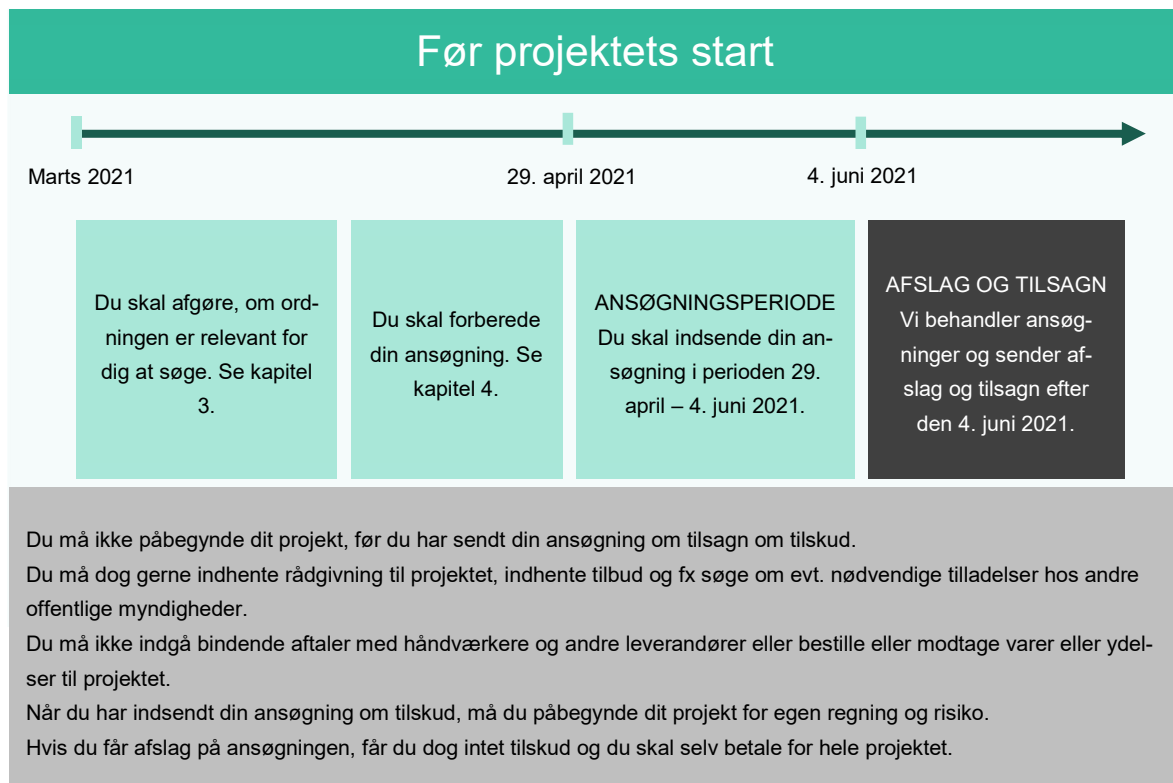 Før projektets start
Marts 2021
29. april 2021
4. juni 2021
Du skal afgøre, om ord-
ningen er relevant for
dig at søge. Se kapitel
3.
Du skal forberede
din ansøgning. Se
kapitel 4.
ANSØGNINGSPERIODE
Du skal indsende din an-
søgning i perioden 29.
april – 4. juni 2021.
AFSLAG OG TILSAGN
Vi behandler ansøg-
ninger og sender af-
slag og tilsagn efter
den 4. juni 2021.
Du må ikke påbegynde dit projekt, før du har sendt din ansøgning om tilsagn om tilskud.
Du må dog gerne indhente rådgivning til projektet, indhente tilbud og fx søge om evt. nødvendige tilladelser hos andre
offentlige myndigheder.
Du må ikke indgå bindende aftaler med håndværkere og andre leverandører eller bestille eller modtage varer eller ydel-
ser til projektet.
Når du har indsendt din ansøgning om tilskud, må du påbegynde dit projekt for egen regning og risiko.
Hvis du får afslag på ansøgningen, får du dog intet tilskud og du skal selv betale for hele projektet.